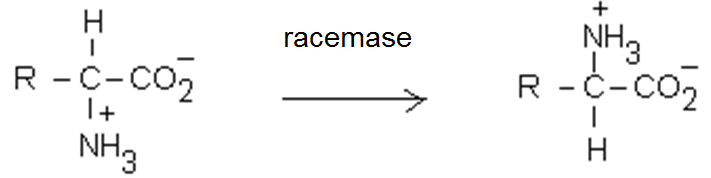 H
R – C – CO₂⁻
+
NH₃
racemase
+
NH₃
R – C – CO₂⁻
H